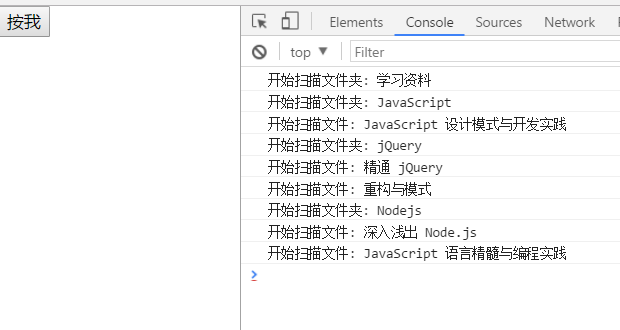 按我
Elements Console Sources Network
top Filter
开始扫描文件夹: 学习资料
开始扫描文件夹: JavaScript
开始扫描文件: JavaScript 设计模式与开发实践
开始扫描文件夹: jQuery
开始扫描文件: 精通 jQuery
开始扫描文件: 重构与模式
开始扫描文件夹: Nodejs
开始扫描文件: 深入浅出 Node.js
开始扫描文件: JavaScript 语言精髓与编程实践